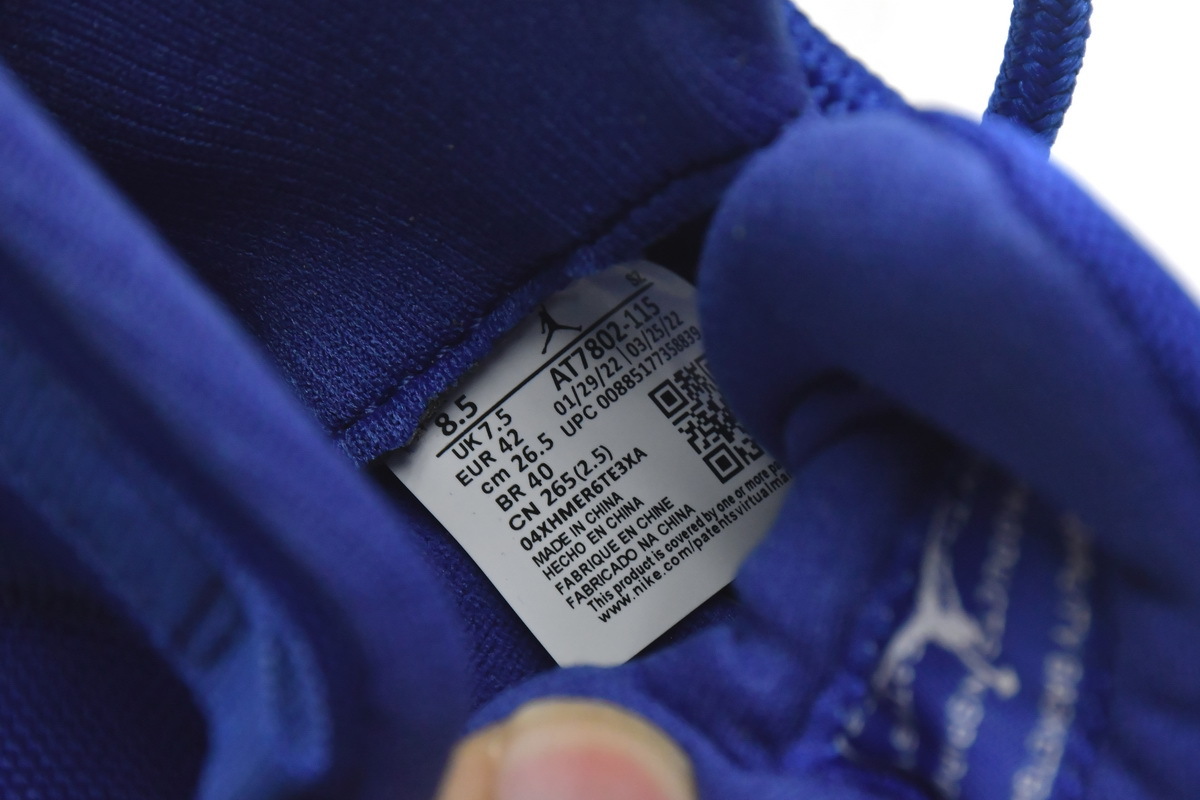 8.5 AT7802-115
UK 7.5 01/29/22 03/25/22
EUR 42 UPC 00885177358839
cm 26.5
BR 40
CN 265(2.5)
04XHMER6TE3XA
MADE IN CHINA
HECHO EN CHINA
FABRIQUE EN CHINE
FABRICADO NA CHINA
This product is covered by one or more
www.nike.com/patents virtual